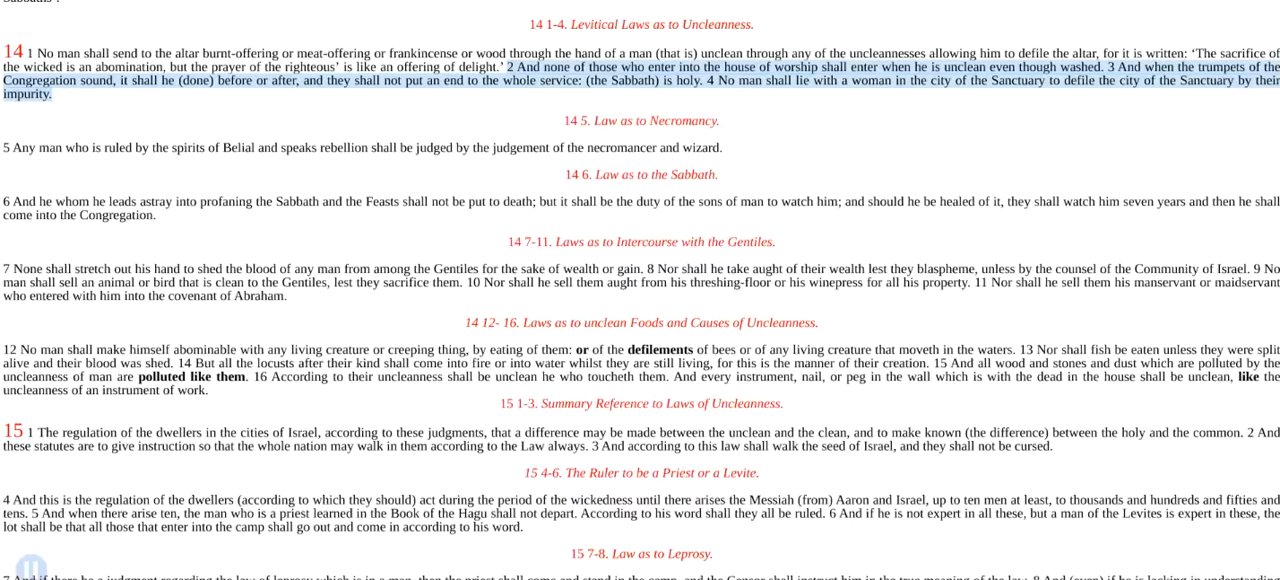 14 1-4. Levitical Laws as to Uncleanness.
14 1 No man shall send to the altar burnt-offering or meat-offering or frankincense or wood through the hand of a man (that is) unclean through any of the uncleannesses allowing him to defile the altar, for it is written: ‘The sacrifice of
the wicked is an abomination, but the prayer of the righteous’ is like an offering of delight.’ 2 And none of those who enter into the house of worship shall enter when he is unclean even though washed. 3 And when the trumpets of the
Congregation sound, it shall he (done) before or after, and they shall not put an end to the whole service: (the Sabbath) is holy. 4 No man shall lie with a woman in the city of the Sanctuary to defile the city of the Sanctuary by their
impurity.
14 5. Law as to Necromancy.
5 Any man who is ruled by the spirits of Belial and speaks rebellion shall be judged by the judgement of the necromancer and wizard.
14 6. Law as to the Sabbath.
6 And he whom he leads astray into profaning the Sabbath and the Feasts shall not be put to death; but it shall be the duty of the sons of man to watch him; and should he be healed of it, they shall watch him seven years and then he shall
come into the Congregation.
14 7-11. Laws as to Intercourse with the Gentiles.
7 None shall stretch out his hand to shed the blood of any man from among the Gentiles for the sake of wealth or gain. 8 Nor shall he take aught of their wealth lest they blaspheme, unless by the counsel of the Community of Israel. 9 No
man shall sell an animal or bird that is clean to the Gentiles, lest they sacrifice them. 10 Nor shall he sell them aught from his threshing-floor or his winepress for all his property. 11 Nor shall he sell them his manservant or maidservant
who entered with him into the covenant of Abraham.
14 12- 16. Laws as to unclean Foods and Causes of Uncleanness.
12 No man shall make himself abominable with any living creature or creeping thing, by eating of them: or of the defilements of bees or of any living creature that moveth in the waters. 13 Nor shall fish be eaten unless they were split
alive and their blood was shed. 14 But all the locusts after their kind shall come into fire or into water whilst they are still living, for this is the manner of their creation. 15 And all wood and stones and dust which are polluted by the
uncleanness of man are polluted like them. 16 According to their uncleanness shall be unclean he who toucheth them. And every instrument, nail, or peg in the wall which is with the dead in the house shall be unclean, like the
uncleanness of an instrument of work.
15 1-3. Summary Reference to Laws of Uncleanness.
15 1 The regulation of the dwellers in the cities of Israel, according to these judgments, that a difference may be made between the unclean and the clean, and to make known (the difference) between the holy and the common. 2 And
these statutes are to give instruction so that the whole nation may walk in them according to the Law always. 3 And according to this law shall walk the seed of Israel, and they shall not be cursed.
15 4-6. The Ruler to be a Priest or a Levite.
4 And this is the regulation of the dwellers (according to which they should) act during the period of the wickedness until there arises the Messiah (from) Aaron and Israel, up to ten men at least, to thousands and hundreds and fifties and
tens. 5 And when there arise ten, the man who is a priest learned in the Book of the Hagu shall not depart. According to his word shall they all be ruled. 6 And if he is not expert in all these, but a man of the Levites is expert in these, the
lot shall be that all those that enter into the camp shall go out and come in according to his word.
15 7-8. Law as to Leprosy.